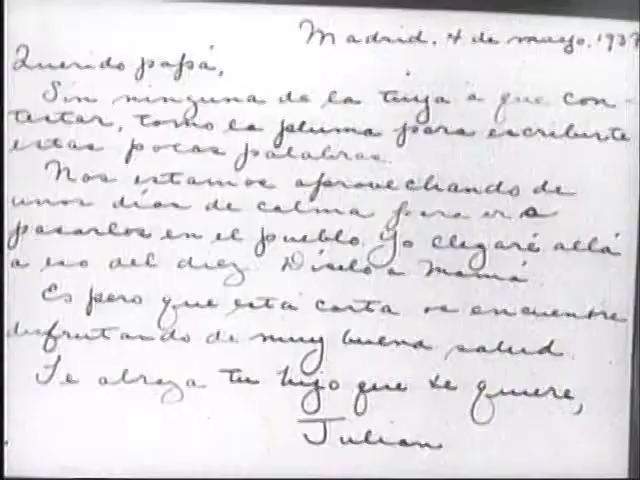 Madrid, 4 de mayo, 1937
Querido papá,
Sin ninguna de la tuya a que con-
testar, tomo la pluma para escribirte
estas pocas palabras.
Nos estamos aprovechando de
unos días de calma para ir a
pasarlos en el pueblo. Yo llegaré allá
a eso del diez. Díselo a Mamá.
Espero que esta carta os encuentre
disfrutando de muy buena salud.
Te abraza tu hijo que te quiere,
Julian